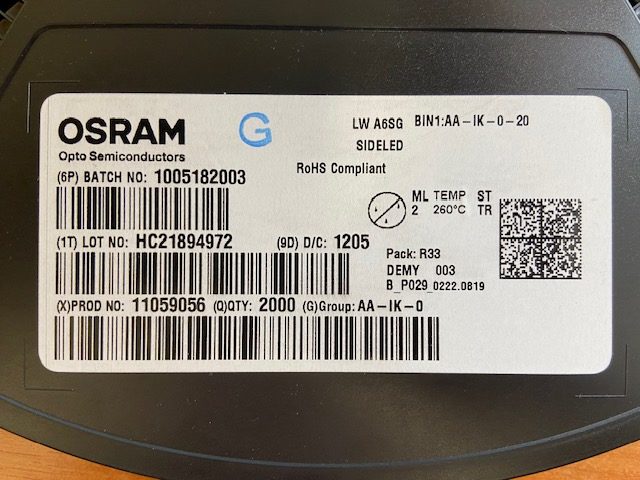 OSRAM G LW A6SG BIN1:AA-IK-0-20
Opto Semiconductors SIDELED
RoHS Compliant
(6P) BATCH NO: 1005182003
ML TEMP ST
2 260°C TR
(1T) LOT NO: HC21894972 (9D) D/C: 1205
Pack: R33
DEMY 003
B_P029_0222.0819
(X)PROD NO: 11059056 (Q)QTY: 2000 (G)Group: AA-IK-0